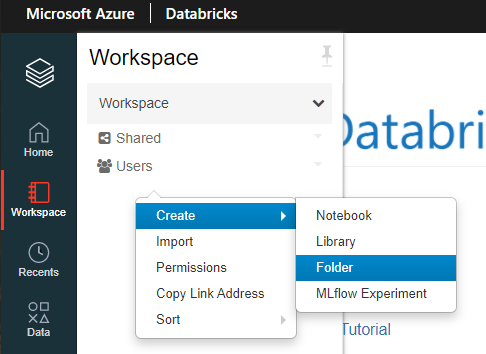 Microsoft Azure | Databricks
Workspace
Workspace
Shared
Users
Home
Workspace
Recents
Data
Create
Import
Permissions
Copy Link Address
Sort
Notebook
Library
Folder
MLflow Experiment
Databri
Tutorial